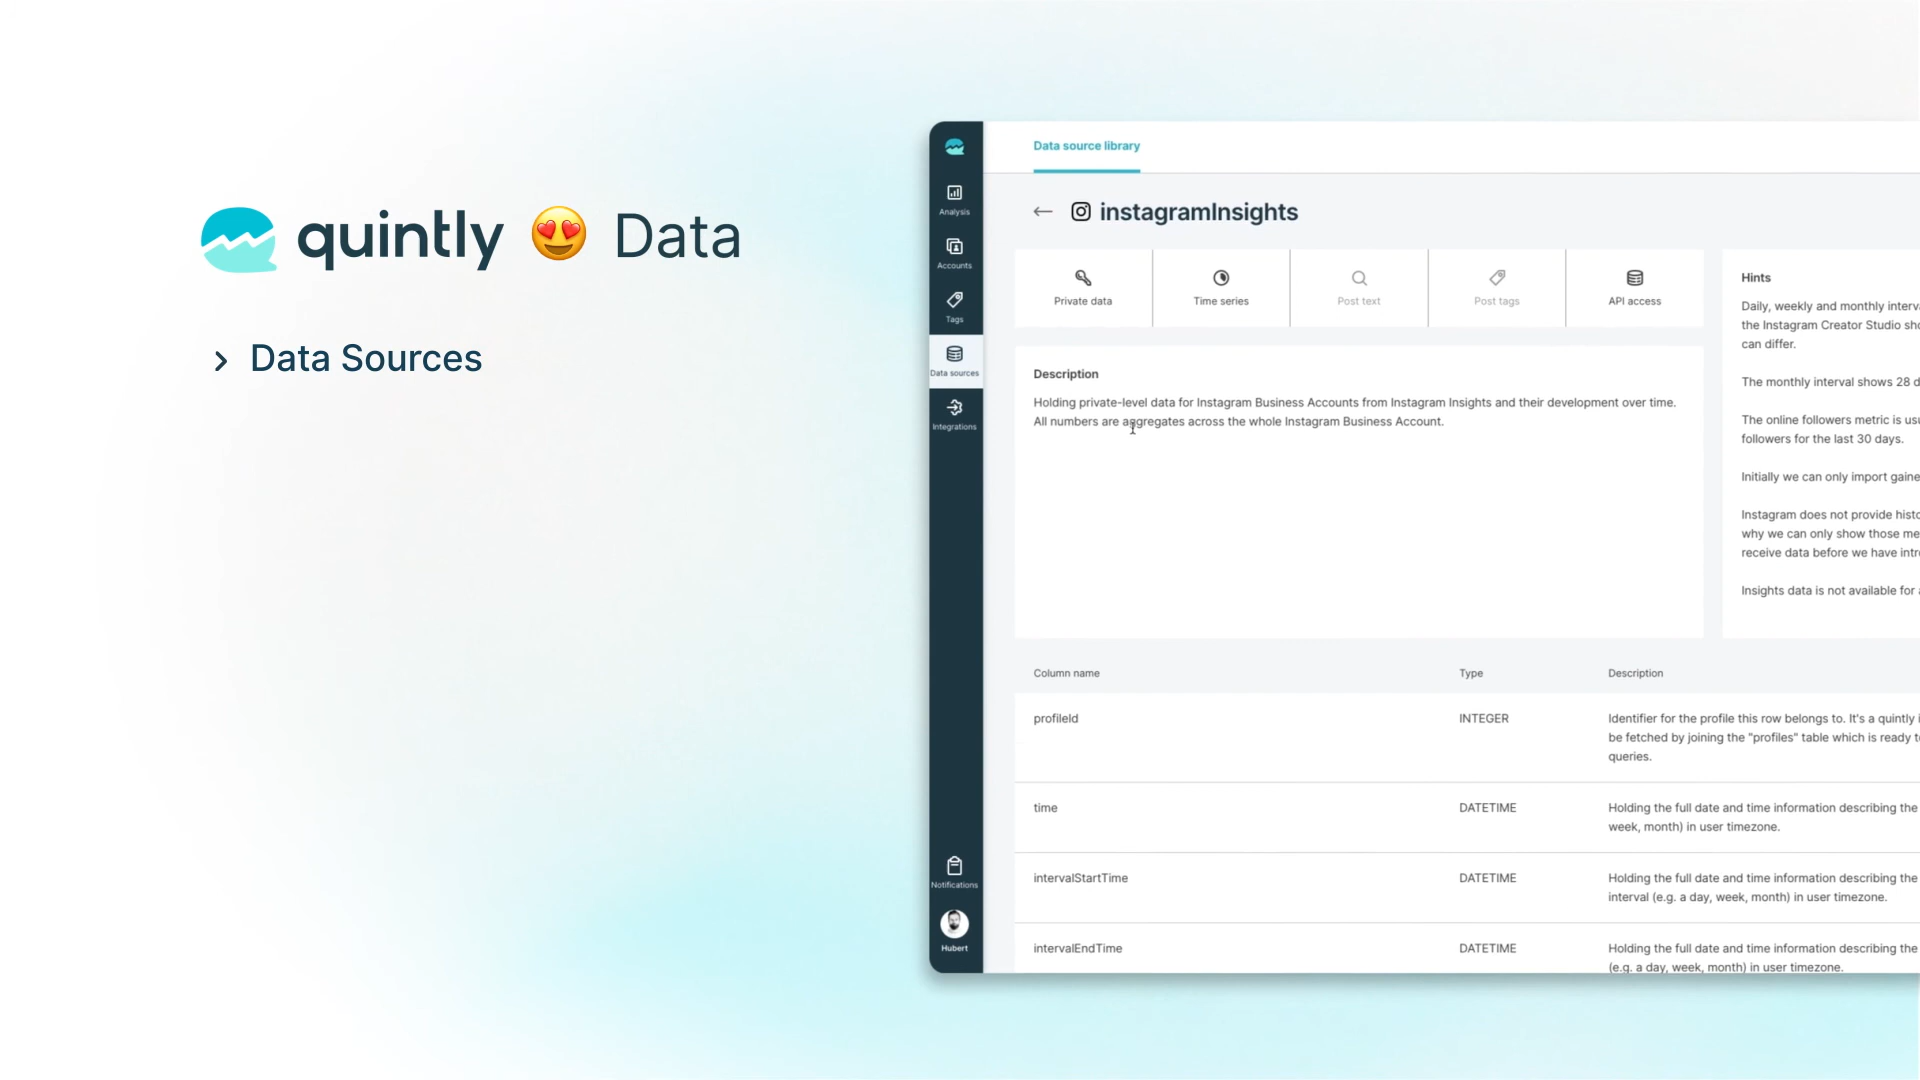 quintly 😍 Data
Data Sources
Data source library
Analysis
Accounts
Tags
Data sources
Integrations
Notifications
Hubert
instagramInsights
Private data
Time series
Post text
Post tags
API access
Description
Holding private-level data for Instagram Business Accounts from Instagram Insights and their development over time.
All numbers are aggregates across the whole Instagram Business Account.
Hints
Daily, weekly and monthly interv
the Instagram Creator Studio sho
can differ.
The monthly interval shows 28 d
The online followers metric is usu
followers for the last 30 days.
Initially we can only import gaine
Instagram does not provide histo
why we can only show those me
receive data before we have intr
Insights data is not available for a
Column name Type Description
profileId INTEGER Identifier for the profile this row belongs to. It's a quintly i
be fetched by joining the "profiles" table which is ready t
queries.
time DATETIME Holding the full date and time information describing the
week, month) in user timezone.
intervalStartTime DATETIME Holding the full date and time information describing the
interval (e.g. a day, week, month) in user timezone.
intervalEndTime DATETIME Holding the full date and time information describing the
(e.g. a day, week, month) in user timezone.